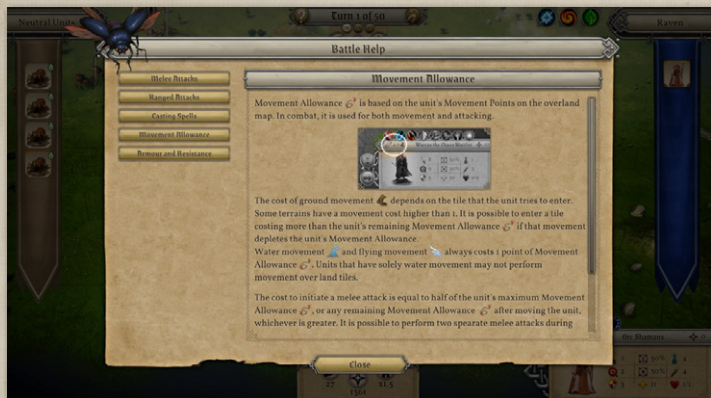 Neutral Units
Turn 1 of 50
Raven
Battle Help
Melee Attacks
Ranged Attacks
Casting Spells
Movement Allowance
Armour and Resistance
Movement Allowance
Movement Allowance is based on the unit's Movement Points on the overland
map. In combat, it is used for both movement and attacking.
The cost of ground movement depends on the tile that the unit tries to enter.
Some terrains have a movement cost higher than 1. It is possible to enter a tile
costing more than the unit's remaining Movement Allowance if that movement
depletes the unit's Movement Allowance.
Water movement and flying movement always costs 1 point of Movement
Allowance. Units that have solely water movement may not perform
movement over land tiles.
The cost to initiate a melee attack is equal to half of the unit's maximum Movement
Allowance, or any remaining Movement Allowance after moving the unit,
whichever is greater. It is possible to perform two spearate melee attacks during
Close
Orc Shamans
27
11.5
1561